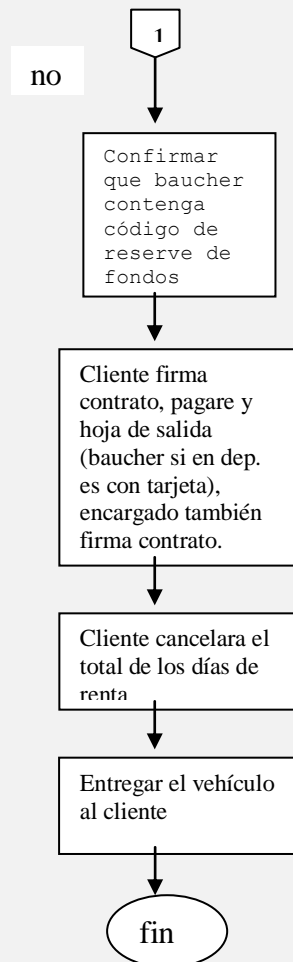 1
no
Confirmar
que baucher
contenga
código de
reserve de
fondos
Cliente firma
contrato, pagare y
hoja de salida
(baucher si en dep.
es con tarjeta),
encargado también
firma contrato.
Cliente cancelara el
total de los días de
renta
Entregar el vehículo
al cliente
fin